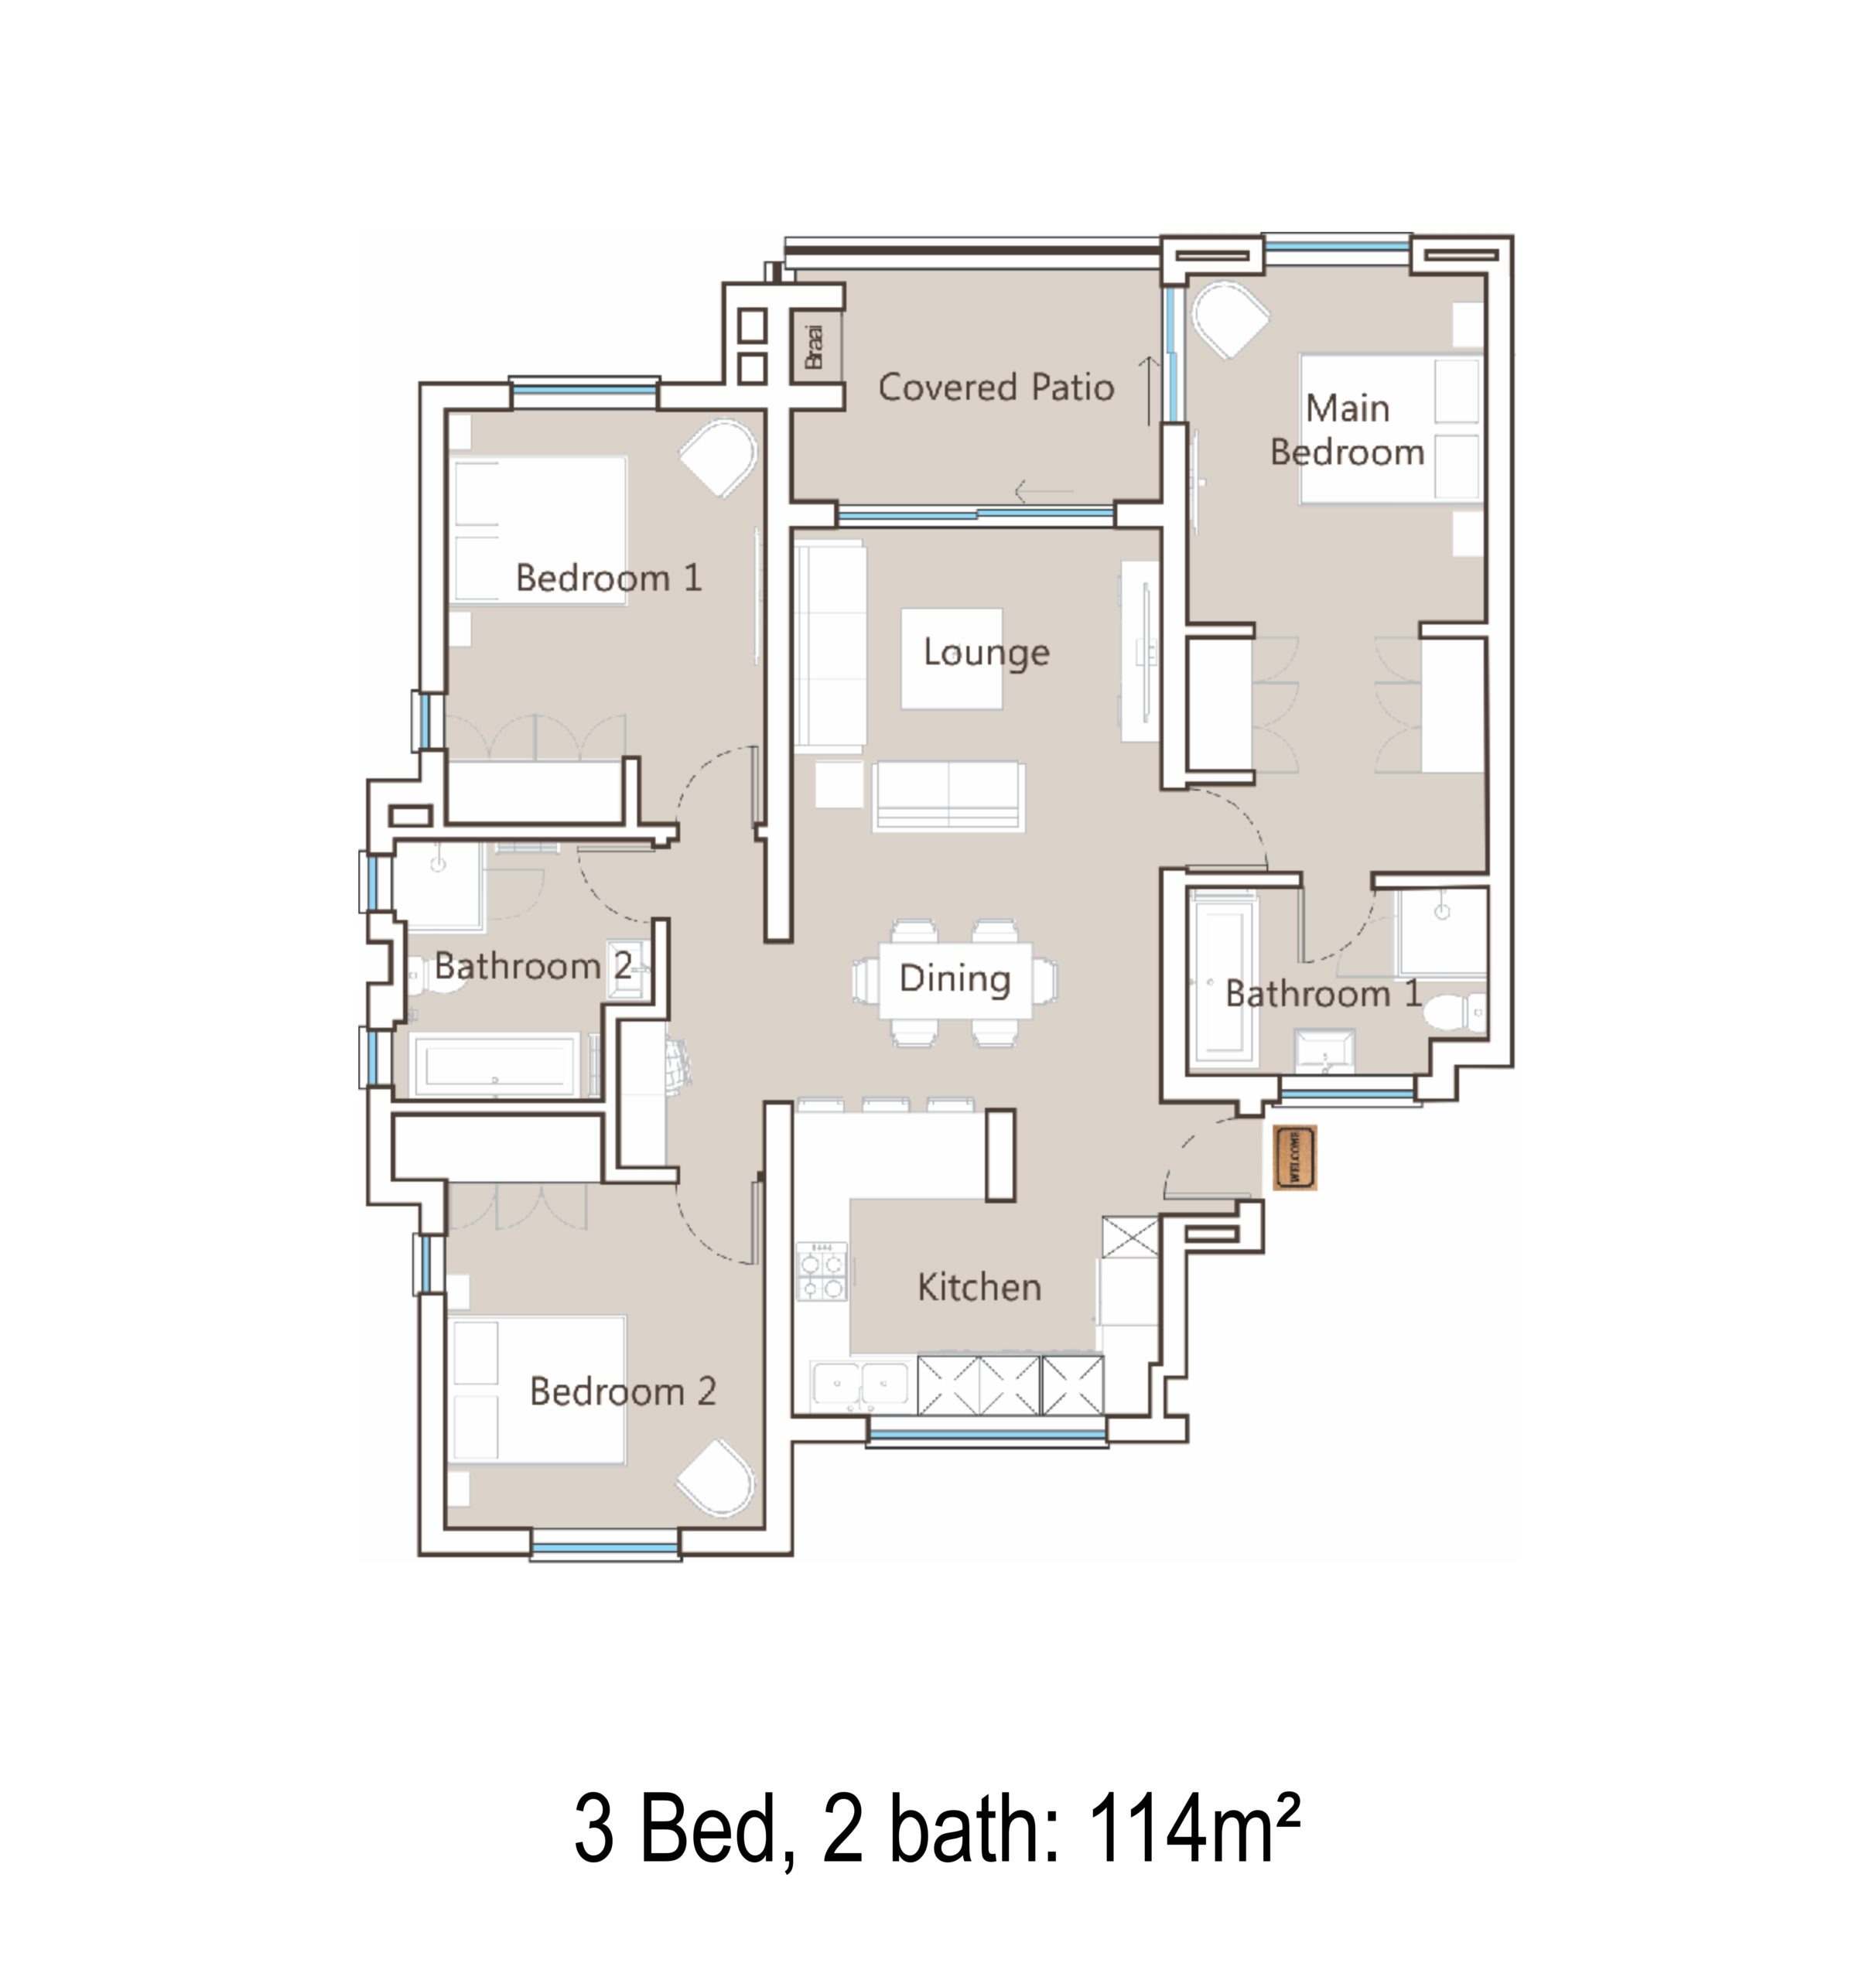 Braai
Covered Patio
Main
Bedroom
Bedroom 1
Lounge
Bathroom 2
Dining
Bathroom 1
WELCOME
Kitchen
Bedroom 2
3 Bed, 2 bath: 114m²